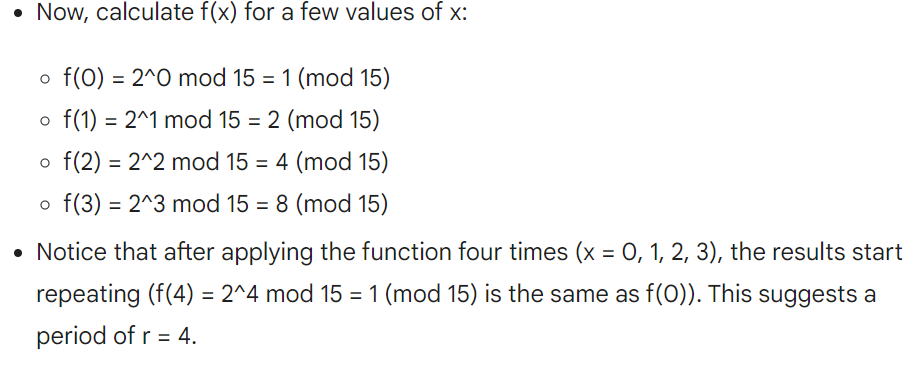 • Now, calculate f(x) for a few values of x:
○ f(0) = 2^0 mod 15 = 1 (mod 15)
○ f(1) = 2^1 mod 15 = 2 (mod 15)
○ f(2) = 2^2 mod 15 = 4 (mod 15)
○ f(3) = 2^3 mod 15 = 8 (mod 15)
• Notice that after applying the function four times (x = 0, 1, 2, 3), the results start
repeating (f(4) = 2^4 mod 15 = 1 (mod 15) is the same as f(0)). This suggests a
period of r = 4.